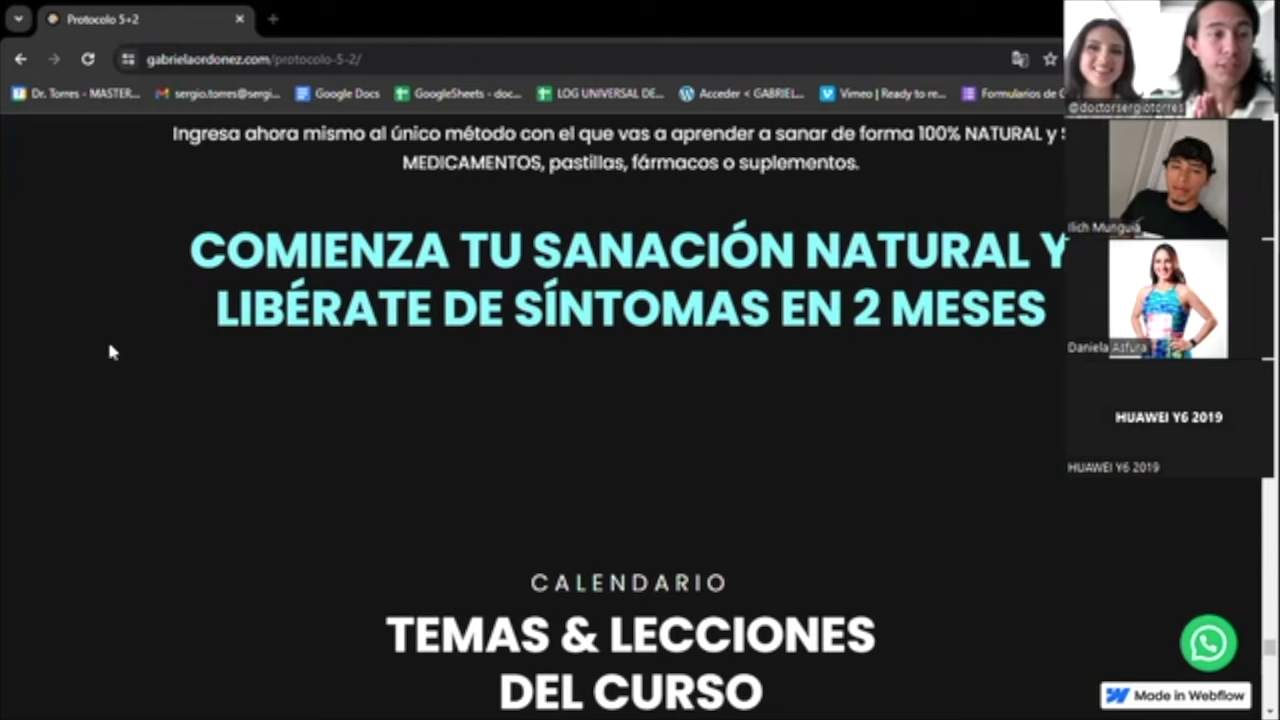 Protocolo 5+2
gabrielaordonez.com/protocolo-5-2/
Dr. Torres - MASTER...
sergio.torres@sergi...
Google Docs
GoogleSheets - doc...
LOG UNIVERSAL DE...
Acceder < GABRIEL...
Vimeo | Ready to re...
Formularios de G
@doctorsergiotorres
Ingresa ahora mismo al único método con el que vas a aprender a sanar de forma 100% NATURAL y S
MEDICAMENTOS, pastillas, fármacos o suplementos.
COMIENZA TU SANACIÓN NATURAL Y
LIBÉRATE DE SÍNTOMAS EN 2 MESES
Ilich Munguia
Daniela Asfura
HUAWEI Y6 2019
HUAWEI Y6 2019
CALENDARIO
TEMAS & LECCIONES
DEL CURSO
Made in Webflow